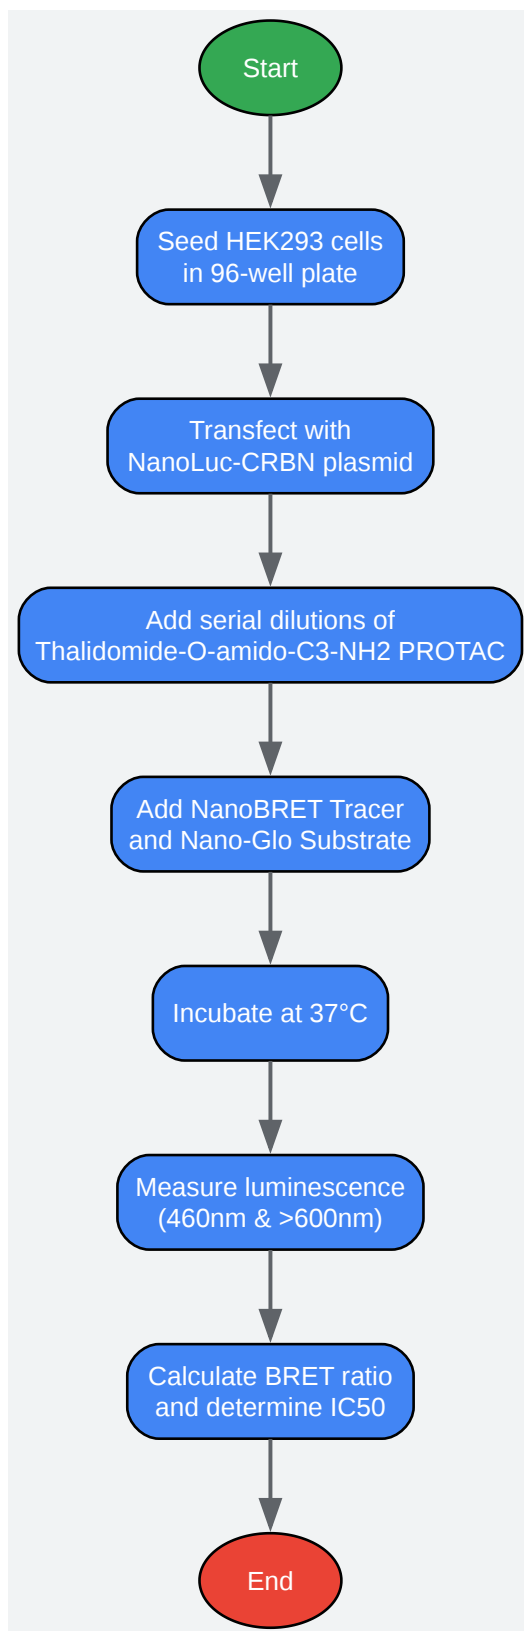 Start
Seed HEK293 cells
in 96-well plate
Transfect with
NanoLuc-CRBN plasmid
Add serial dilutions of
Thalidomide-O-amido-C3-NH2 PROTAC
Add NanoBRET Tracer
and Nano-Glo Substrate
Incubate at 37°C
Measure luminescence
(460nm & >600nm)
Calculate BRET ratio
and determine IC50
End